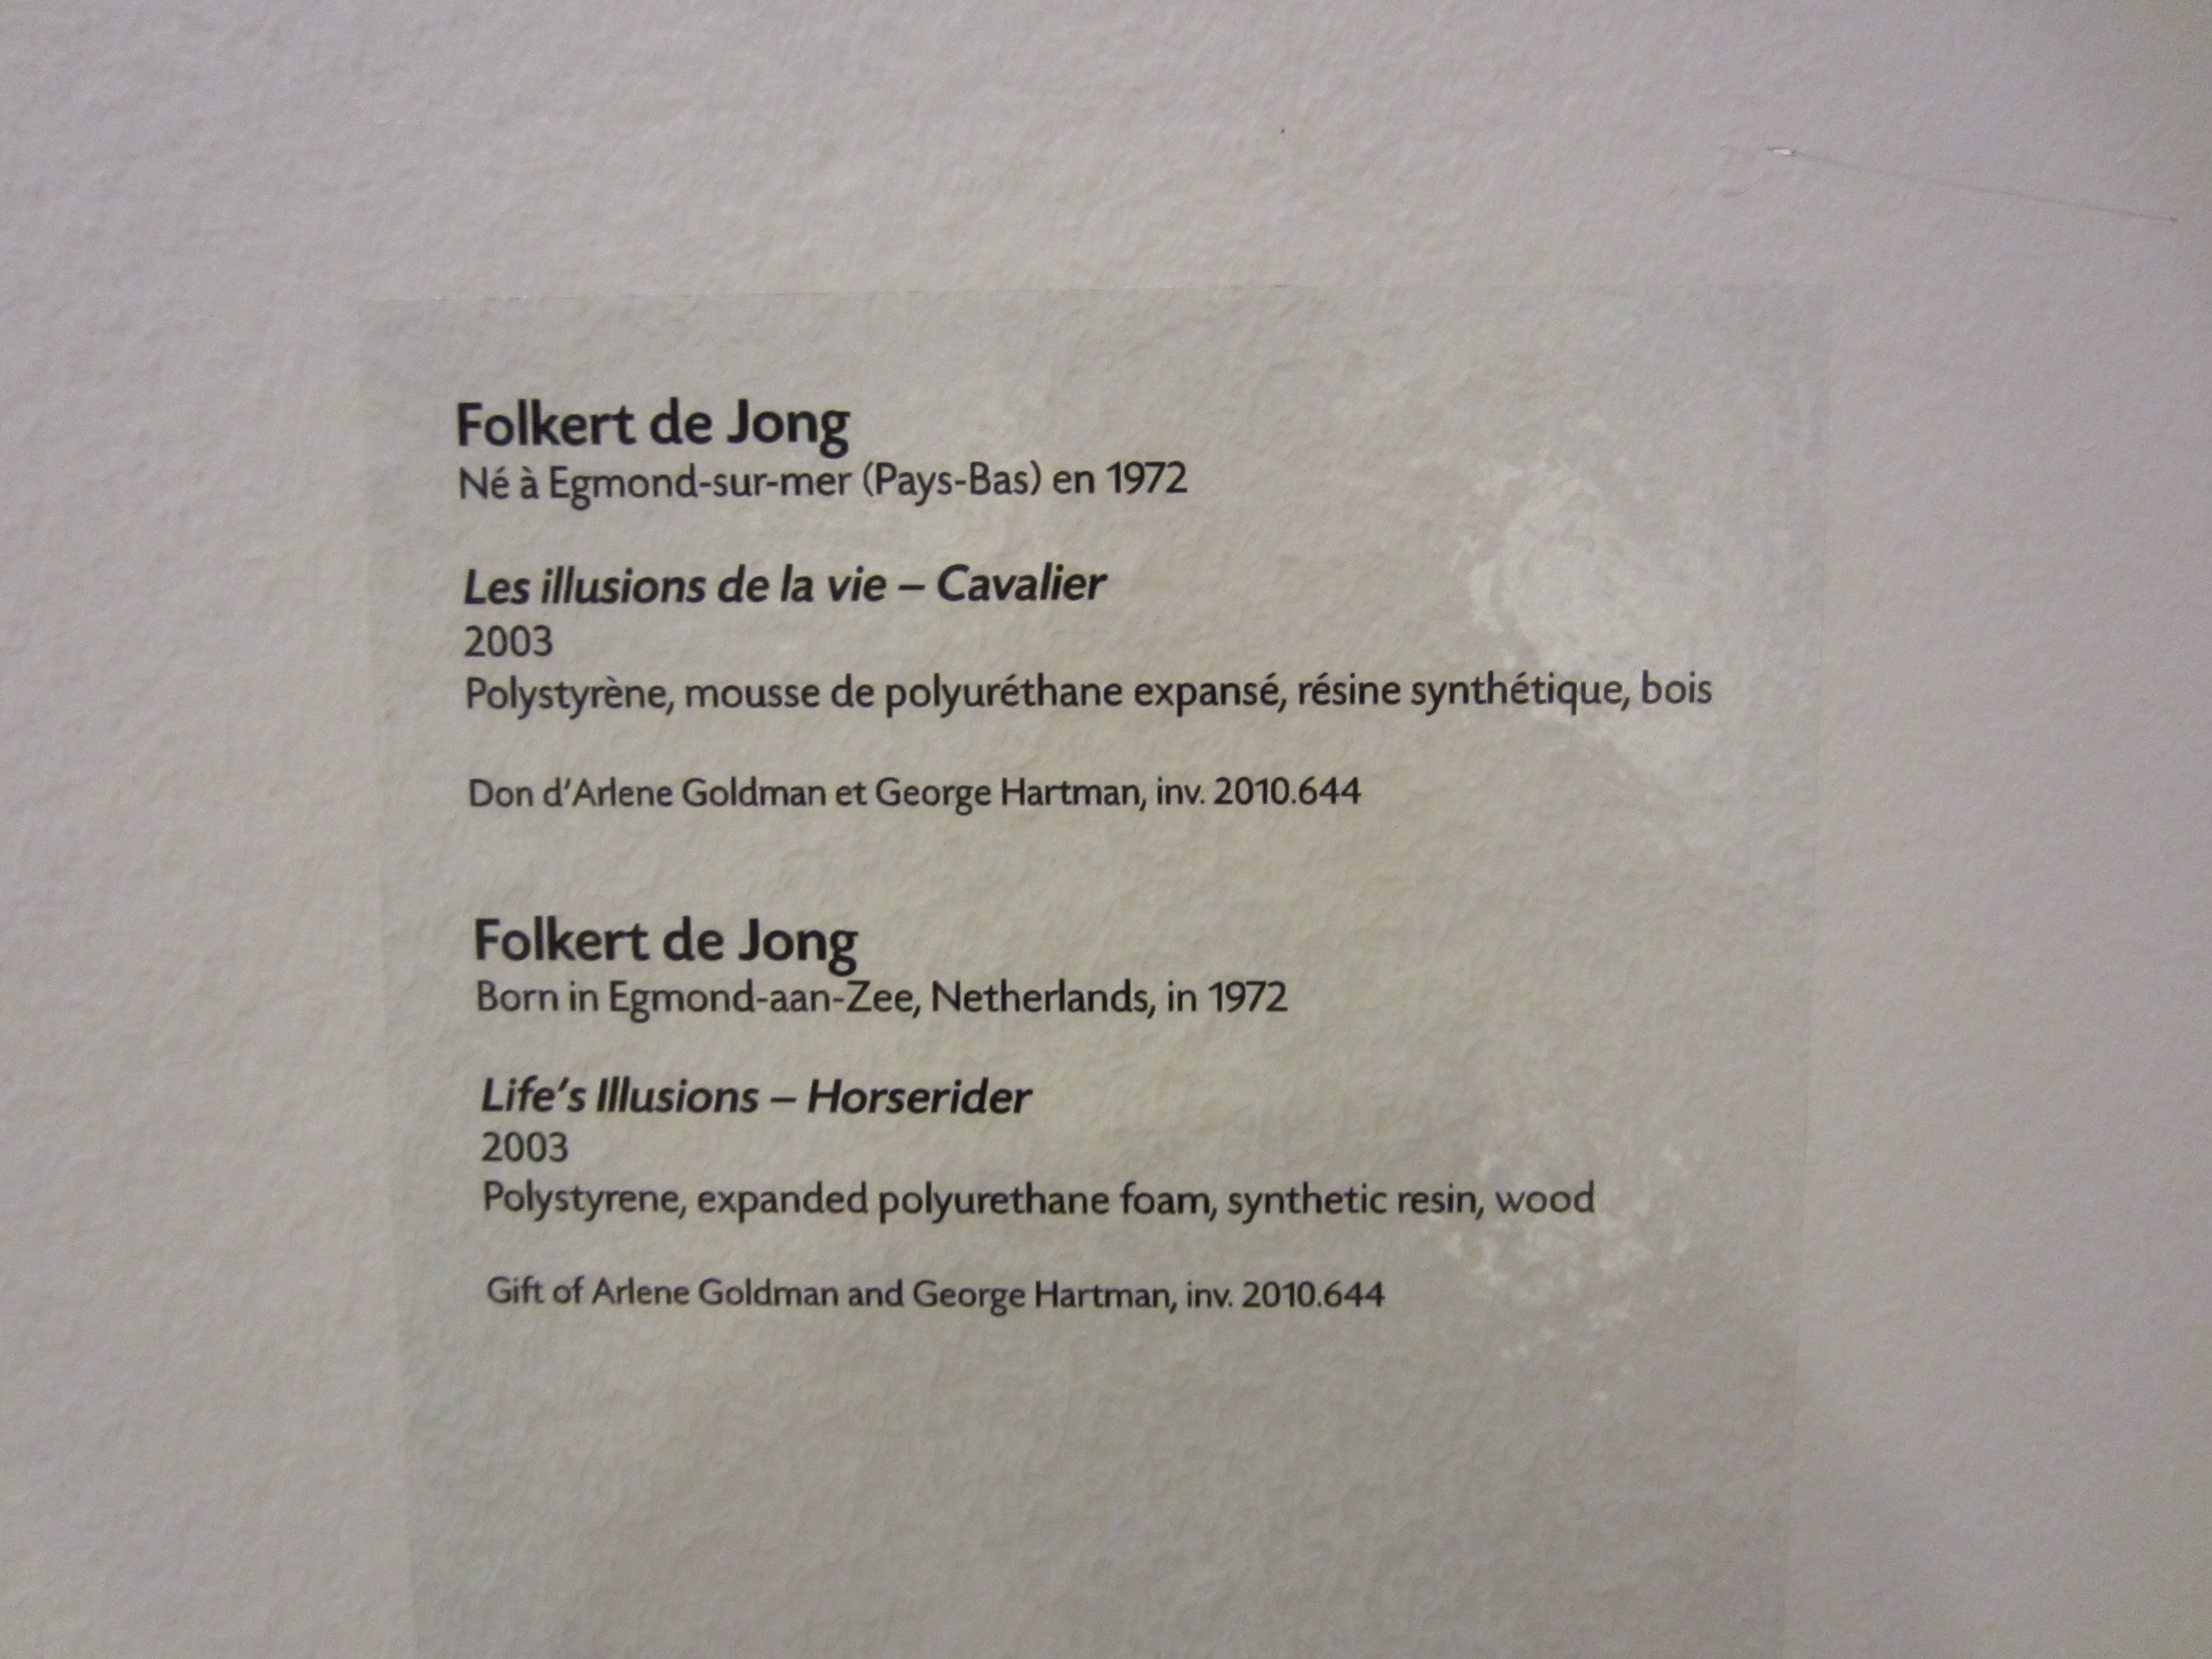 Folkert de Jong
Né à Egmond-sur-mer (Pays-Bas) en 1972
Les illusions de la vie – Cavalier
2003
Polystyrène, mousse de polyuréthane expansé, résine synthétique, bois
Don d’Arlene Goldman et George Hartman, inv. 2010.644
Folkert de Jong
Born in Egmond-aan-Zee, Netherlands, in 1972
Life’s Illusions – Horserider
2003
Polystyrene, expanded polyurethane foam, synthetic resin, wood
Gift of Arlene Goldman and George Hartman, inv. 2010.644